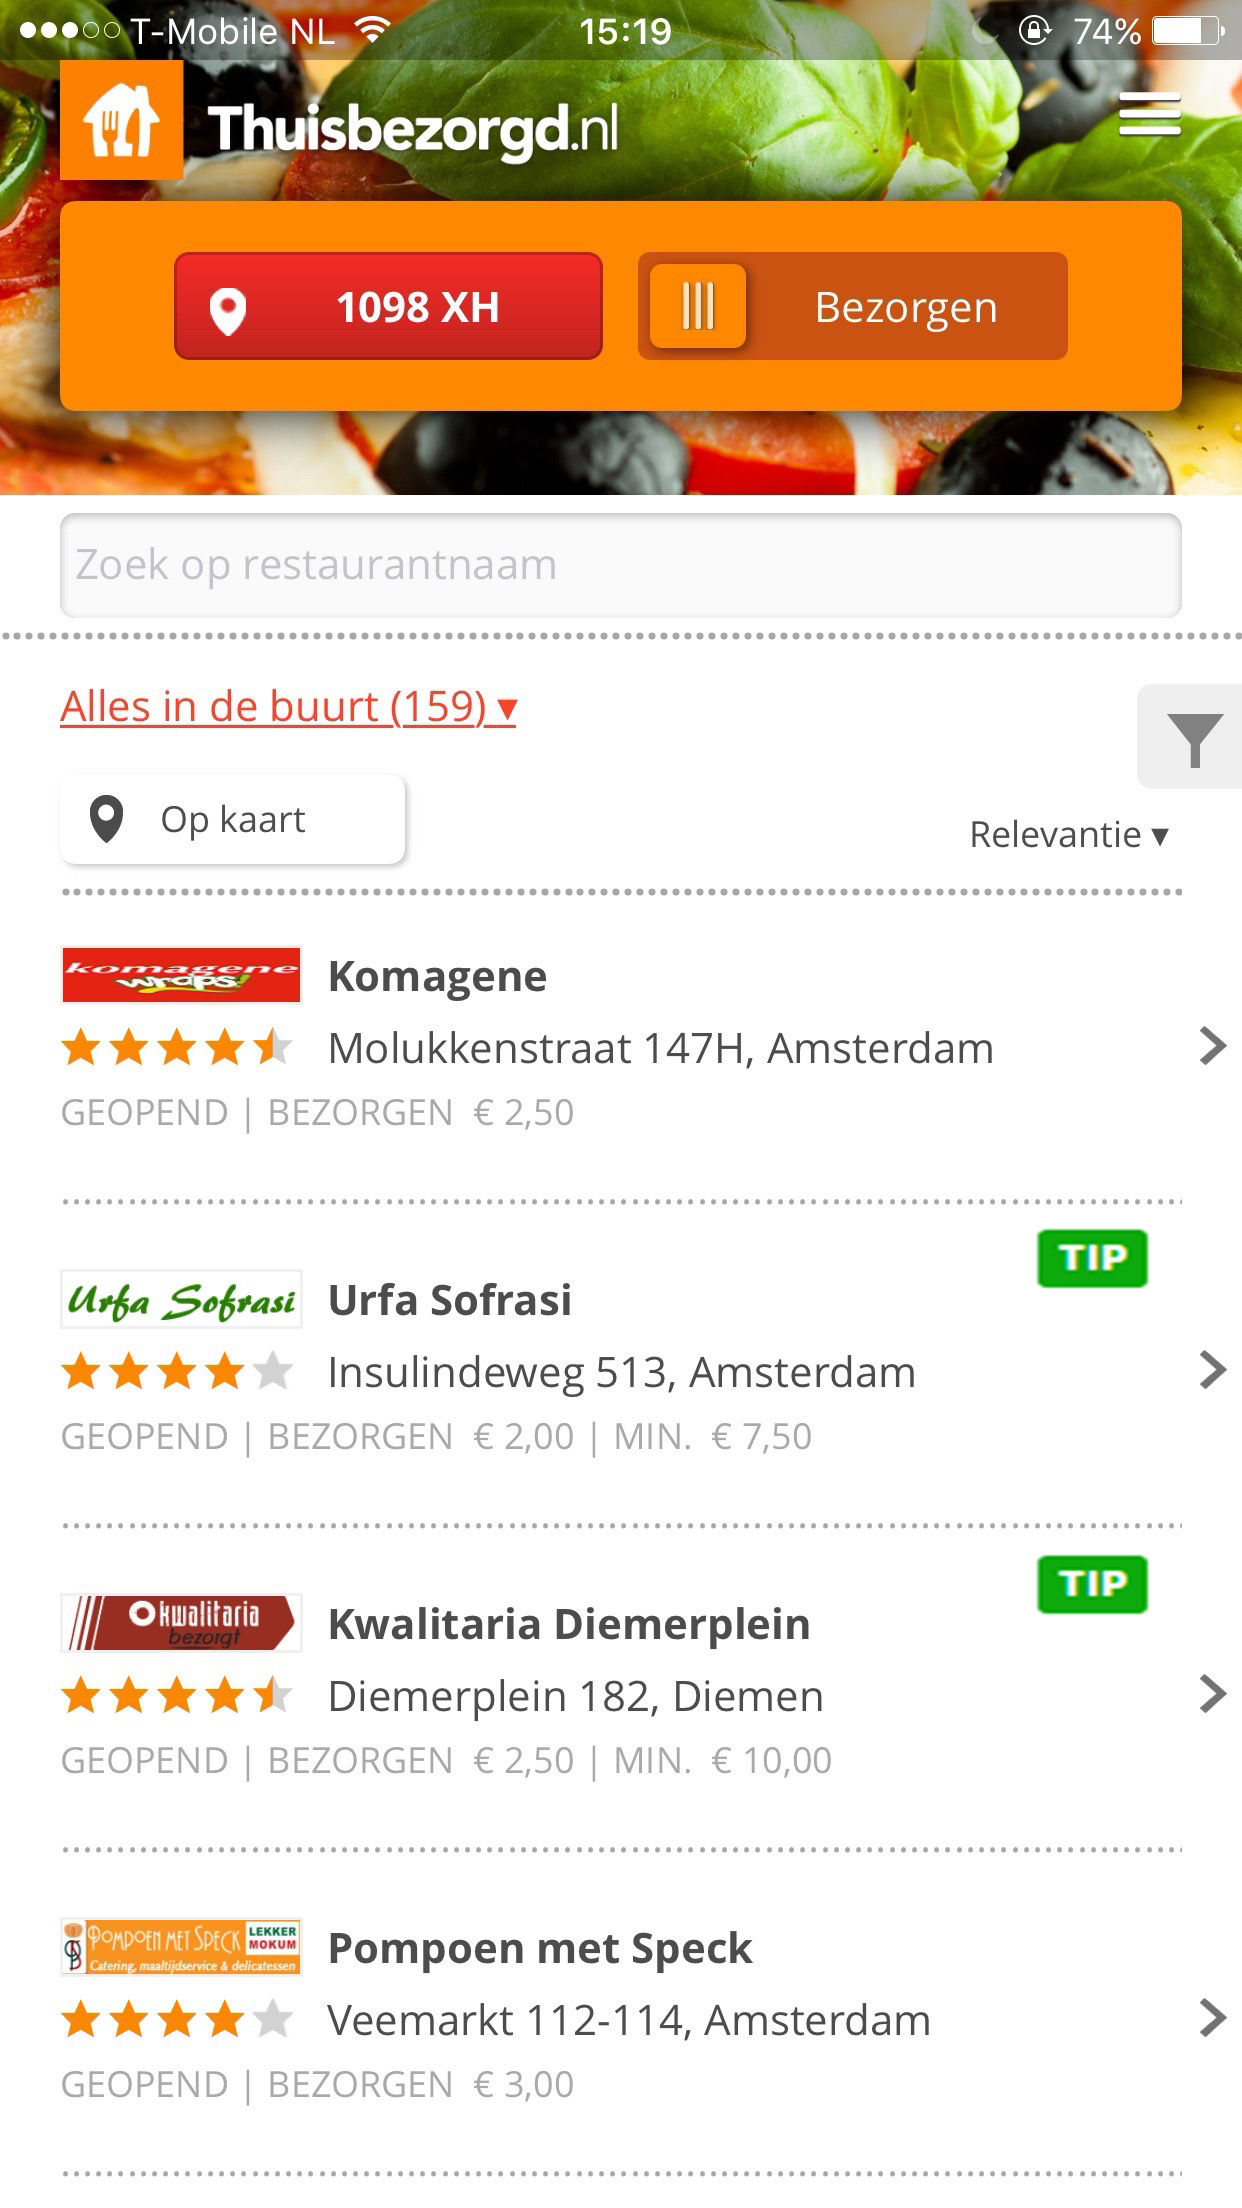 T-Mobile NL 15:19 74%
Thuisbezorgd.nl
1098 XH Bezorgen
Zoek op restaurantnaam
Alles in de buurt (159) ▾
Op kaart
Relevantie ▾
komagene
wraps!
Komagene
Molukkenstraat 147H, Amsterdam
GEOPEND | BEZORGEN € 2,50
TIP
Urfa Sofrasi
Urfa Sofrasi
Insulindeweg 513, Amsterdam
GEOPEND | BEZORGEN € 2,00 | MIN. € 7,50
TIP
kwalitaria
bezorgt
Kwalitaria Diemerplein
Diemerplein 182, Diemen
GEOPEND | BEZORGEN € 2,50 | MIN. € 10,00
POMPOEN MET SPECK
LEKKER
MOKUM
Catering, maaltijdservice & delicatessen
Pompoen met Speck
Veemarkt 112-114, Amsterdam
GEOPEND | BEZORGEN € 3,00